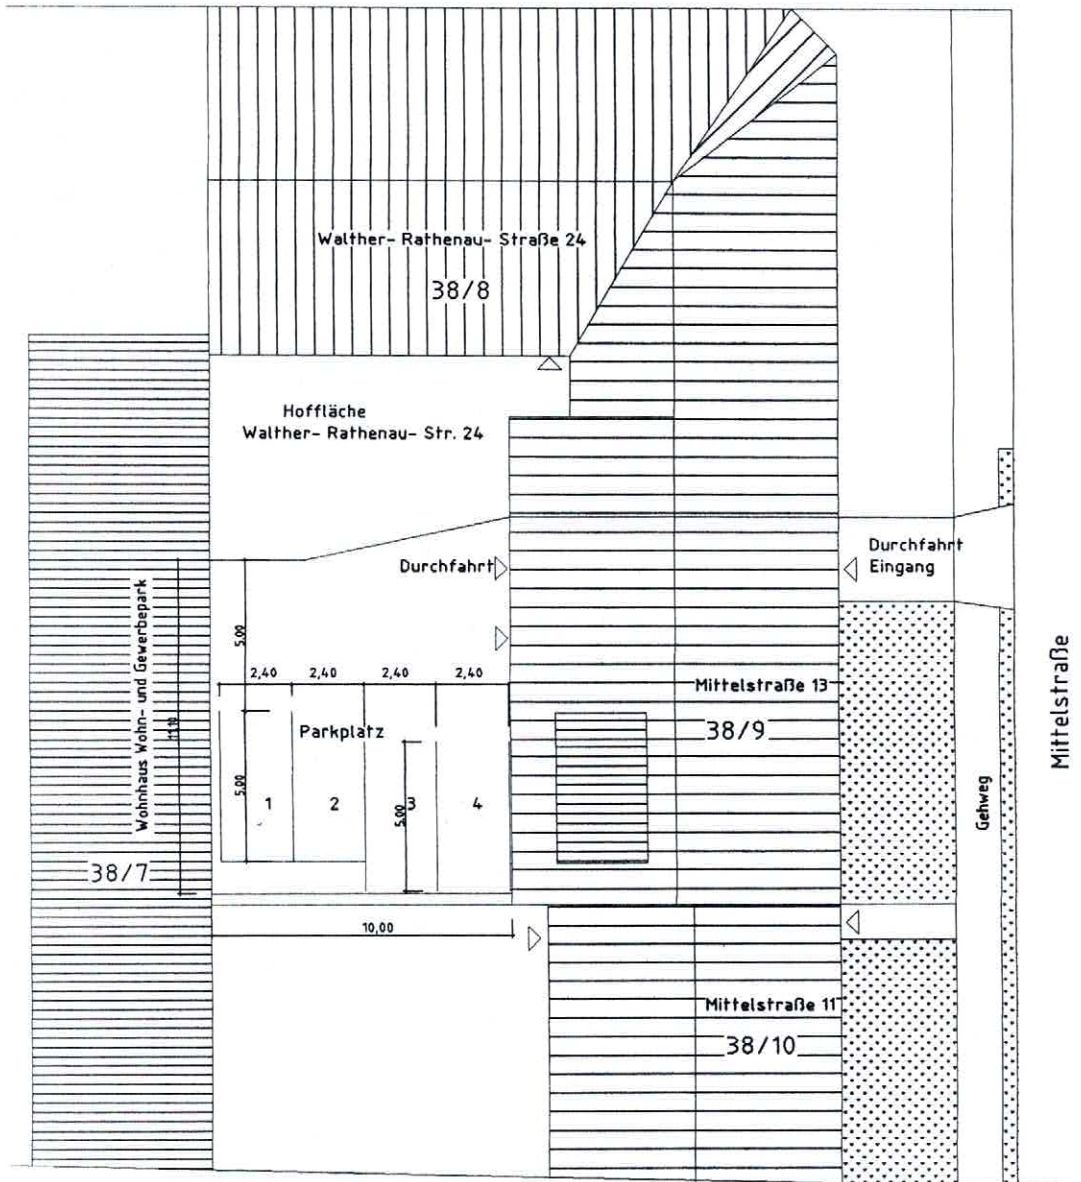 Walther- Rathenau- Straße 24
38/8
Hoffläche
Walther- Rathenau- Str. 24
Durchfahrt
Durchfahrt
Eingang
Wohnhaus Wohn- und Gewerbepark
11,10
5,00
2,40 2,40 2,40 2,40
Mittelstraße 13
38/9
Parkplatz
5,00
1 2 3 4
5,00
38/7
Gehweg
Mittelstraße
10,00
Mittelstraße 11
38/10